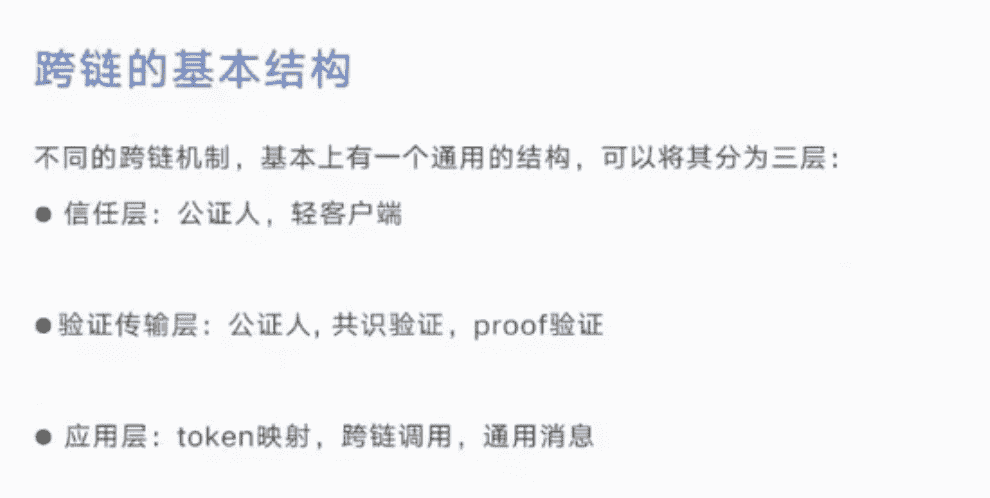 跨链的基本结构
不同的跨链机制，基本上有一个通用的结构，可以将其分为三层：
● 信任层：公证人，轻客户端
●验证传输层：公证人, 共识验证，proof验证
● 应用层：token映射，跨链调用，通用消息